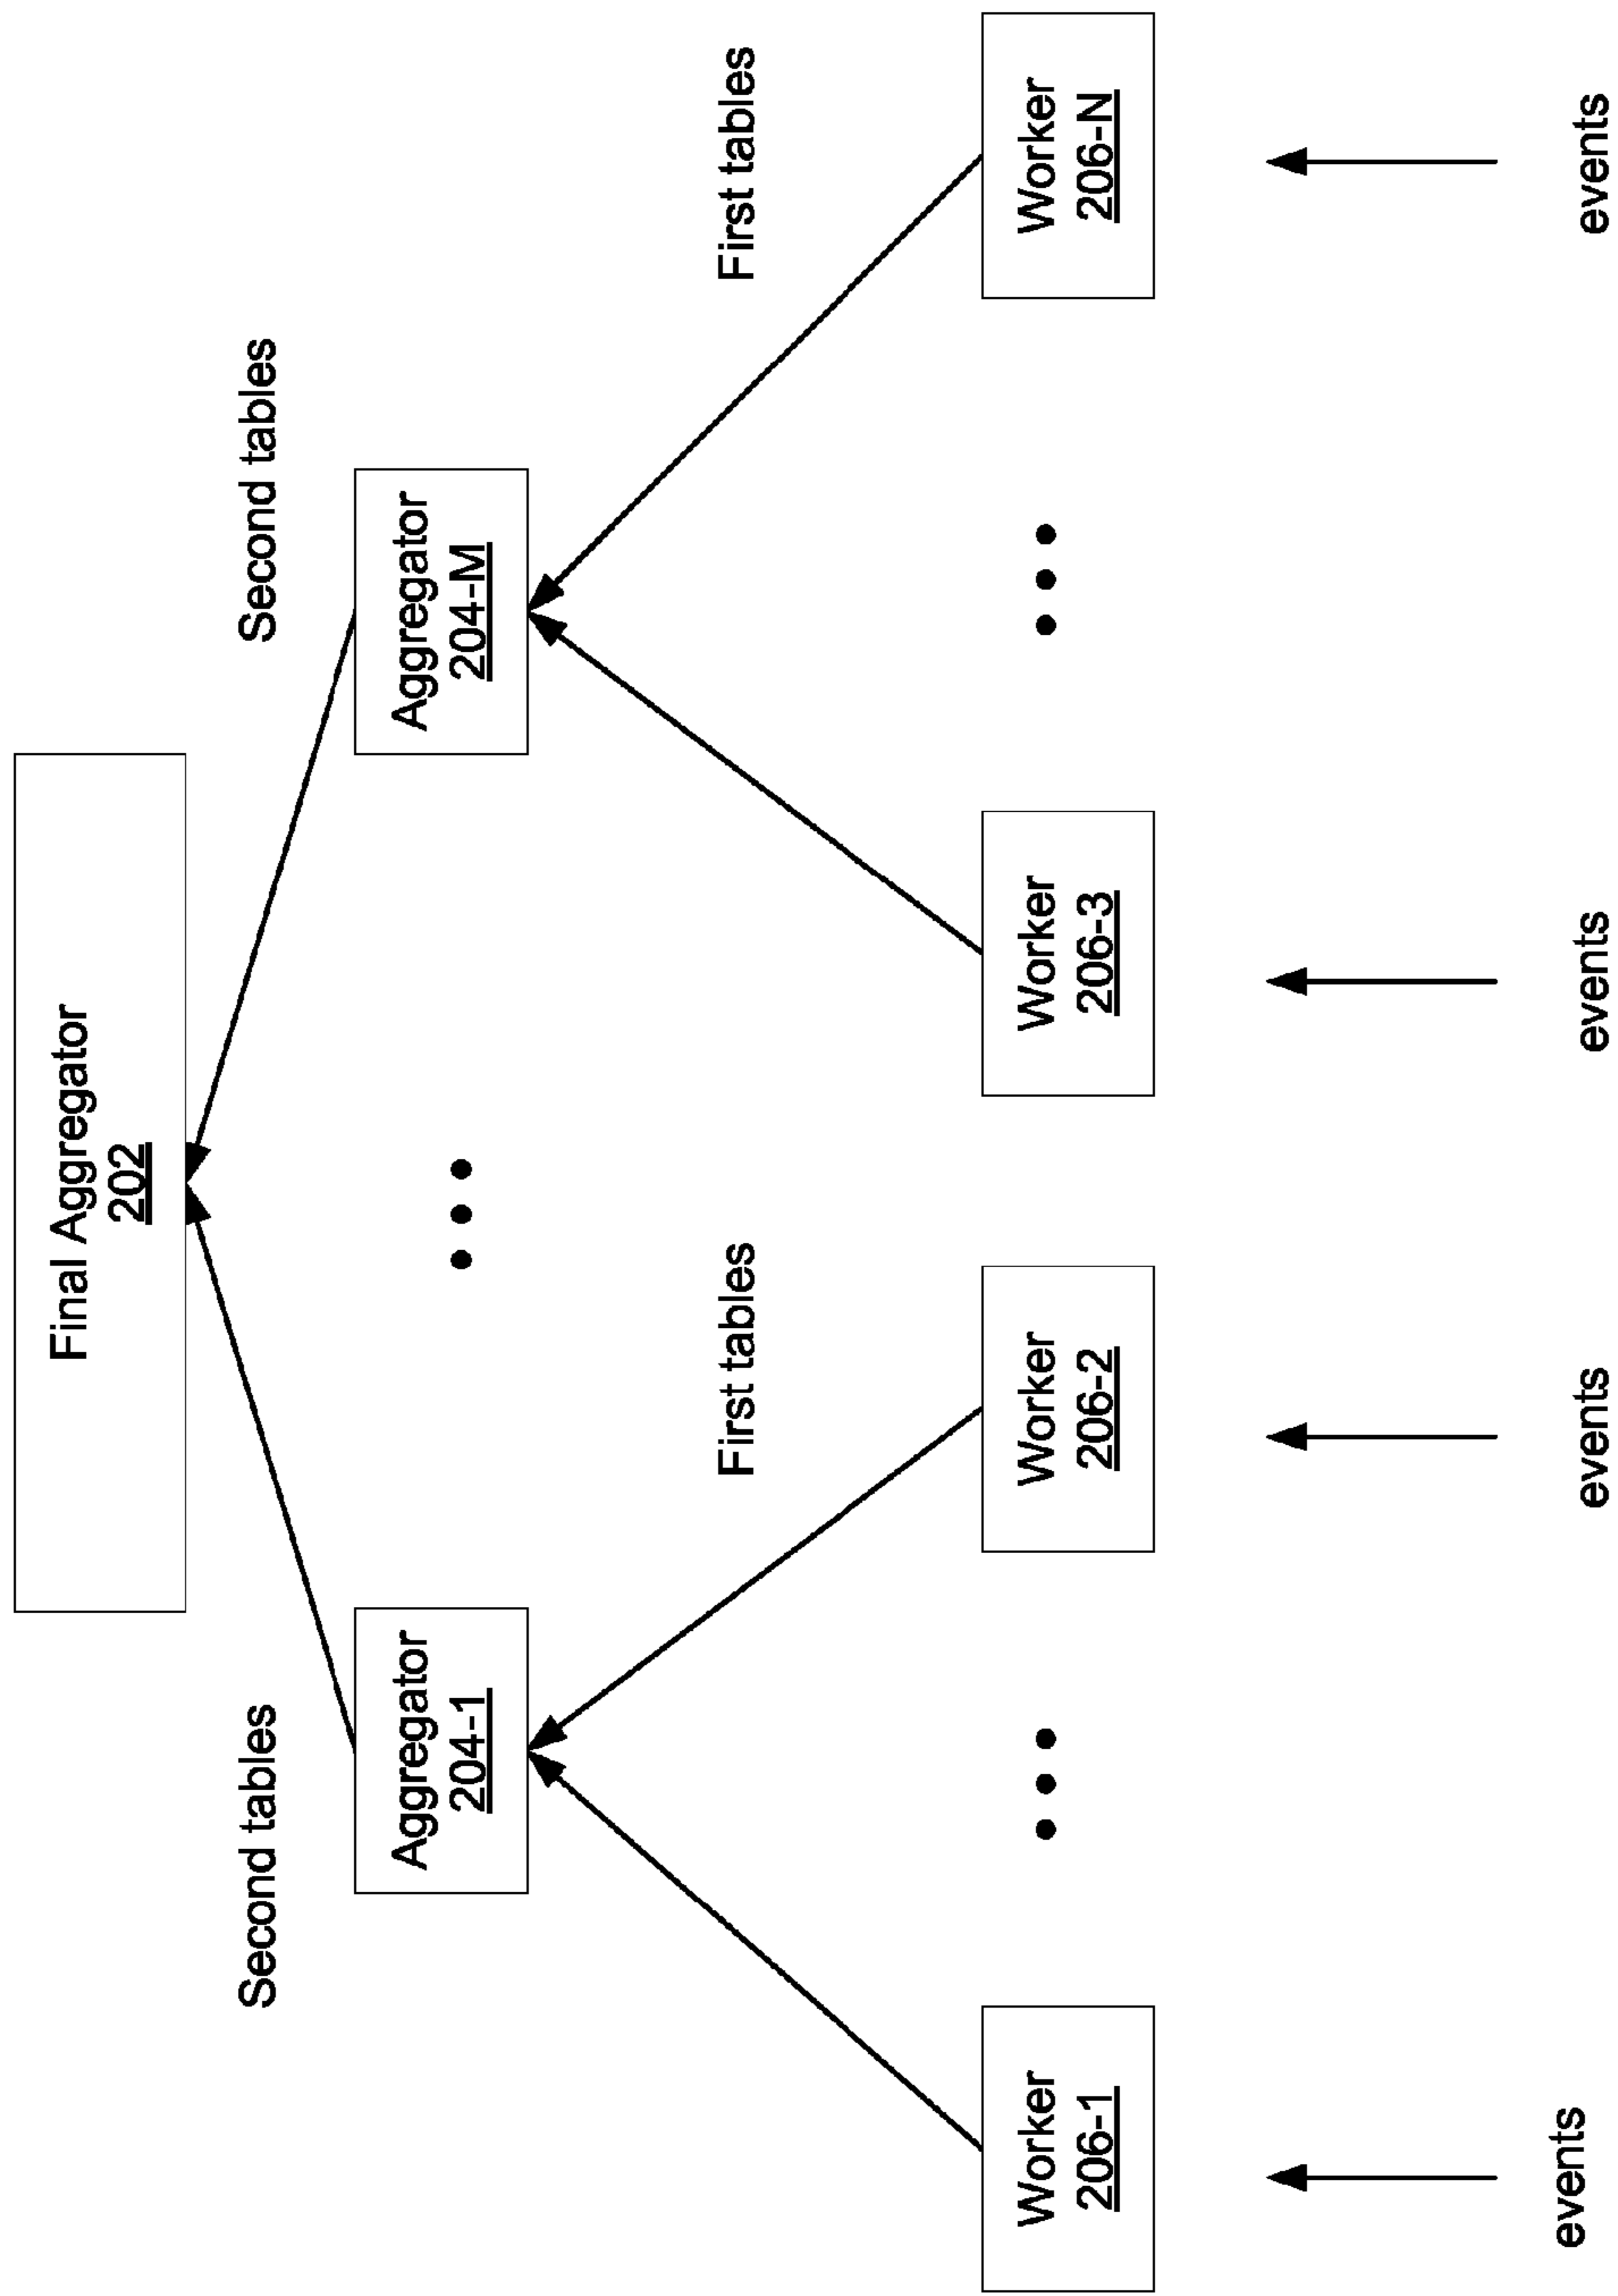 Final Aggregator
202
Second tables
Second tables
Aggregator
204-1
Aggregator
204-M
First tables
First tables
Worker
206-1
Worker
206-2
Worker
206-3
Worker
206-N
events
events
events
events